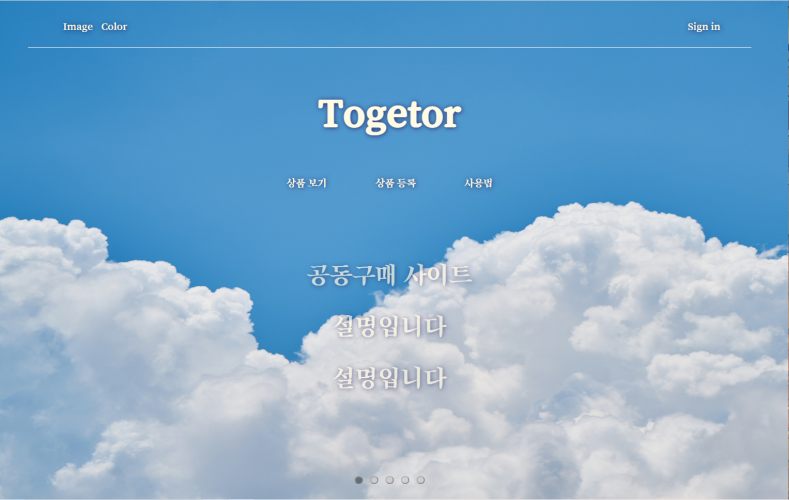 Image Color Sign in
Togetor
상품 보기 상품 등록 사용법
공동구매 사이트
설명입니다
설명입니다